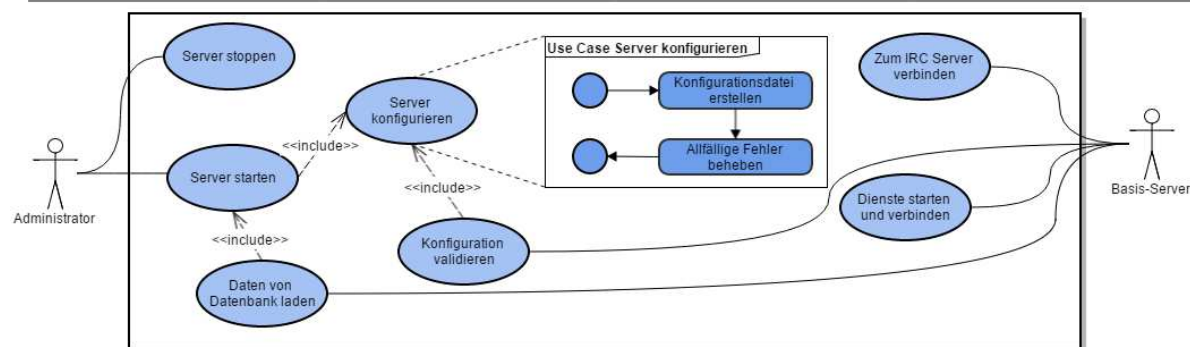 Server stoppen
Server
konfigurieren
Use Case Server konfigurieren
Konfigurationsdatei
erstellen
Allfällige Fehler
beheben
Zum IRC Server
verbinden
<<include>>
Server starten
<<include>>
Administrator
Basis-Server
Dienste starten
und verbinden
<<include>>
Konfiguration
validieren
Daten von
Datenbank laden